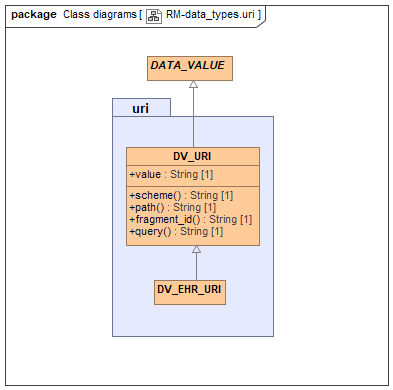 package Class diagrams [ RM-data_types.uri ]
DATA_VALUE
uri
DV_URI
+value : String [1]
+scheme() : String [1]
+path() : String [1]
+fragment_id() : String [1]
+query() : String [1]
DV_EHR_URI